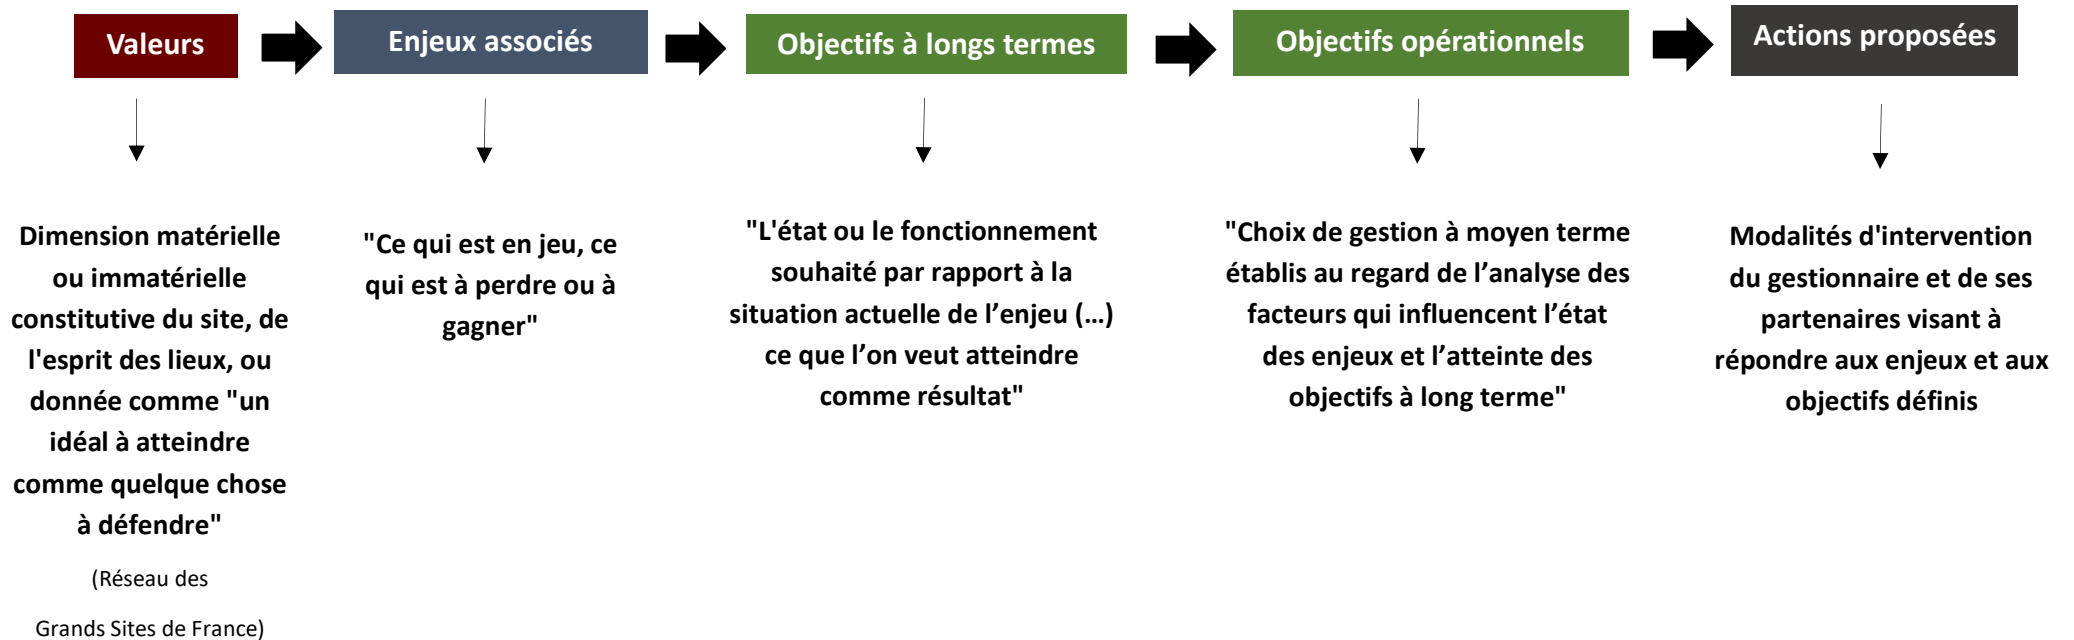 Valeurs
Enjeux associés
Objectifs à longs termes
Objectifs opérationnels
Actions proposées
Dimension matérielle
ou immatérielle
constitutive du site, de
l'esprit des lieux, ou
donnée comme "un
idéal à atteindre
comme quelque chose
à défendre"
(Réseau des
Grands Sites de France)
"Ce qui est en jeu, ce
qui est à perdre ou à
gagner"
"L'état ou le fonctionnement
souhaité par rapport à la
situation actuelle de l’enjeu (…)
ce que l’on veut atteindre
comme résultat"
"Choix de gestion à moyen terme
établis au regard de l’analyse des
facteurs qui influencent l’état
des enjeux et l’atteinte des
objectifs à long terme"
Modalités d'intervention
du gestionnaire et de ses
partenaires visant à
répondre aux enjeux et aux
objectifs définis